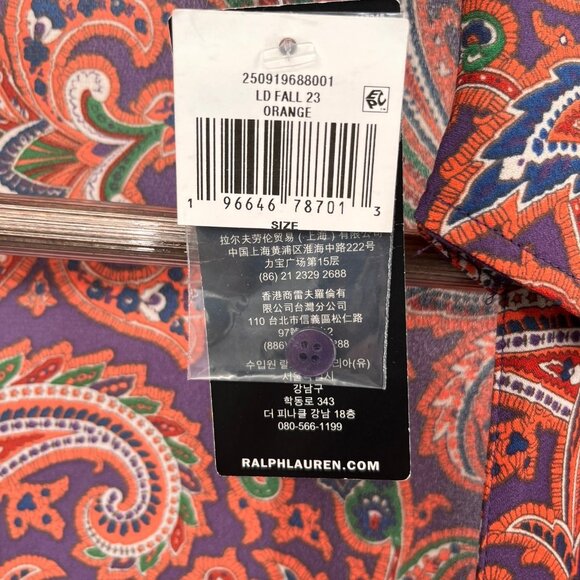 250919688001
LD FALL 23
ORANGE
1 96646 78701 3
SIZE
拉尔夫劳伦贸易(上海)有限公司
中国上海黄浦区淮海中路222号
力宝广场第15层
(86) 21 2329 2688
香港商雷夫羅倫有
限公司台灣分公司
110 台北市信義區松仁路
강남구
학동로 343
더 피나클 강남 18층
080-566-1199
RALPHLAUREN.COM